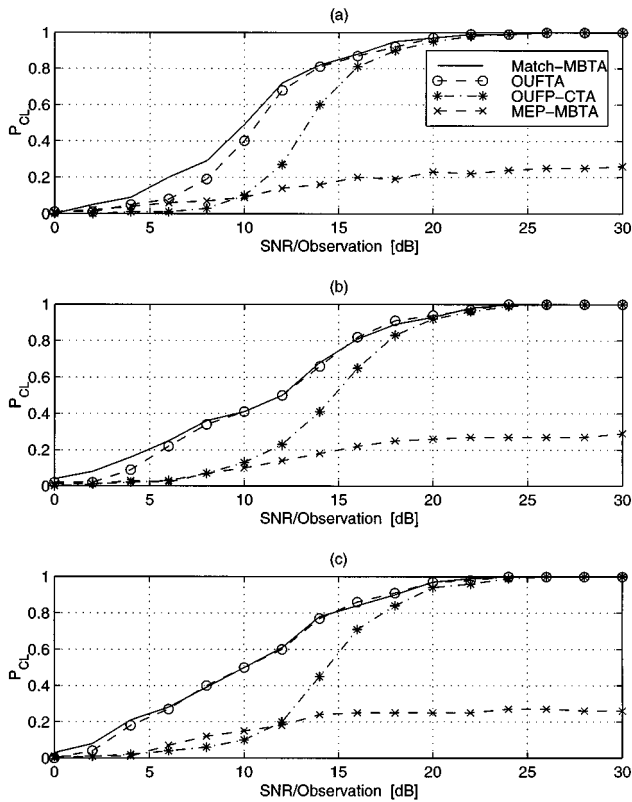 (a)
1
0.8
0.6
0.4
0.2
0
P_CL
Match−MBTA
OUFTA
OUFP−CTA
MEP−MBTA
0 5 10 15 20 25 30
SNR/Observation [dB]
(b)
1
0.8
0.6
0.4
0.2
0
P_CL
0 5 10 15 20 25 30
SNR/Observation [dB]
(c)
1
0.8
0.6
0.4
0.2
0
P_CL
0 5 10 15 20 25 30
SNR/Observation [dB]